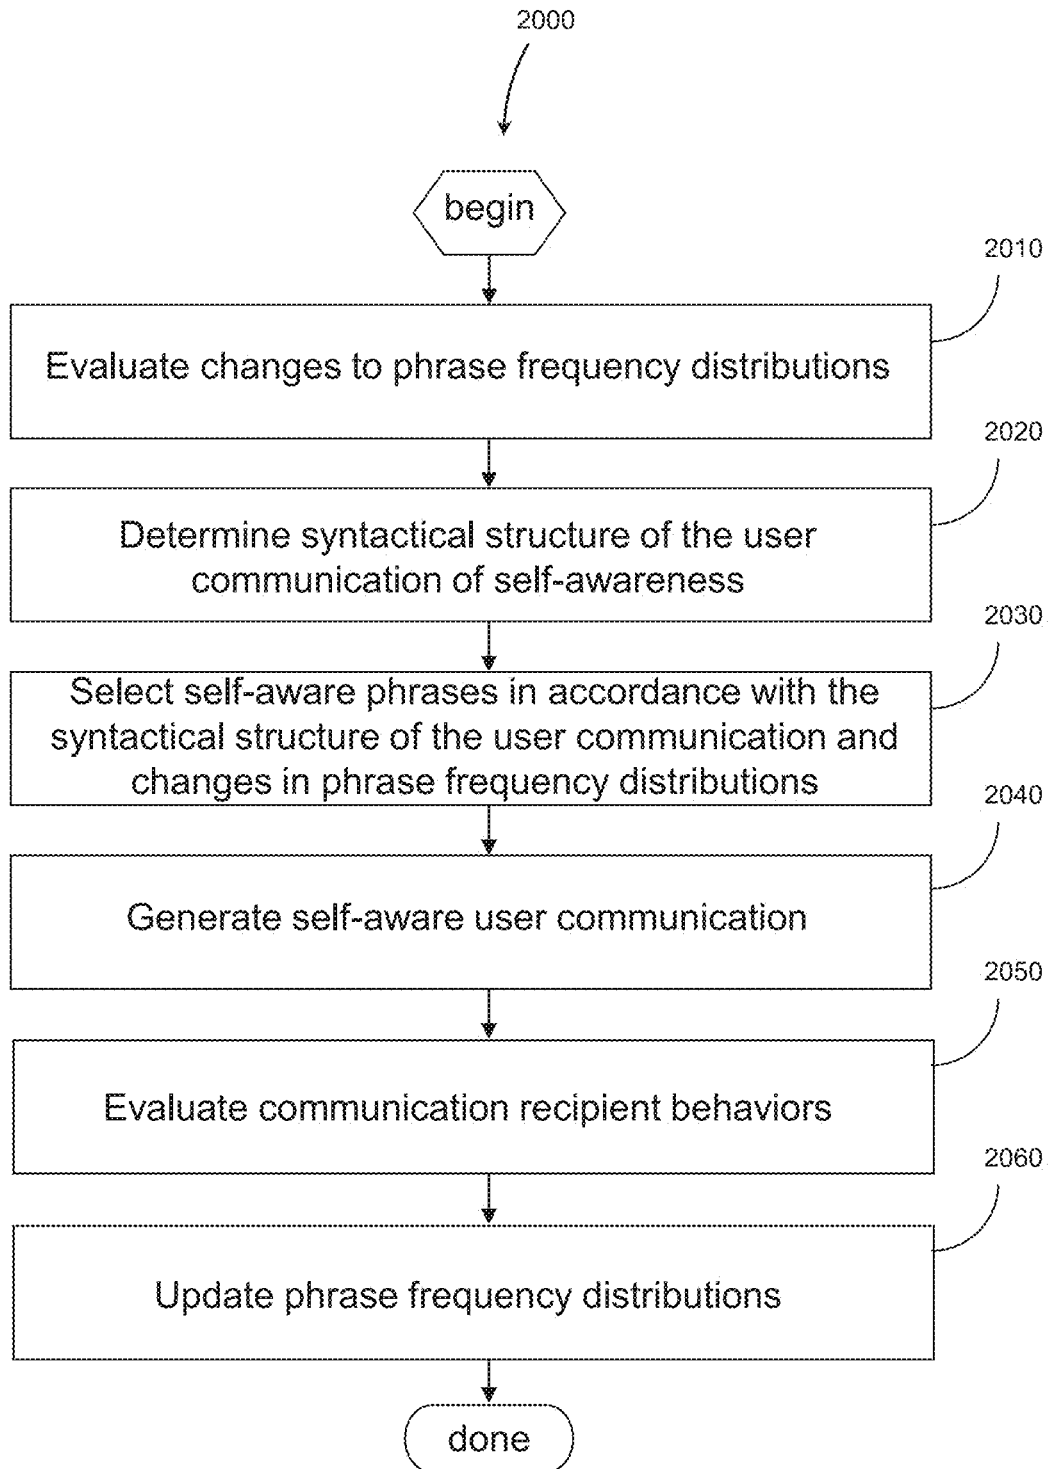 2000
begin
2010
Evaluate changes to phrase frequency distributions
2020
Determine syntactical structure of the user
communication of self-awareness
2030
Select self-aware phrases in accordance with the
syntactical structure of the user communication and
changes in phrase frequency distributions
2040
Generate self-aware user communication
2050
Evaluate communication recipient behaviors
2060
Update phrase frequency distributions
done